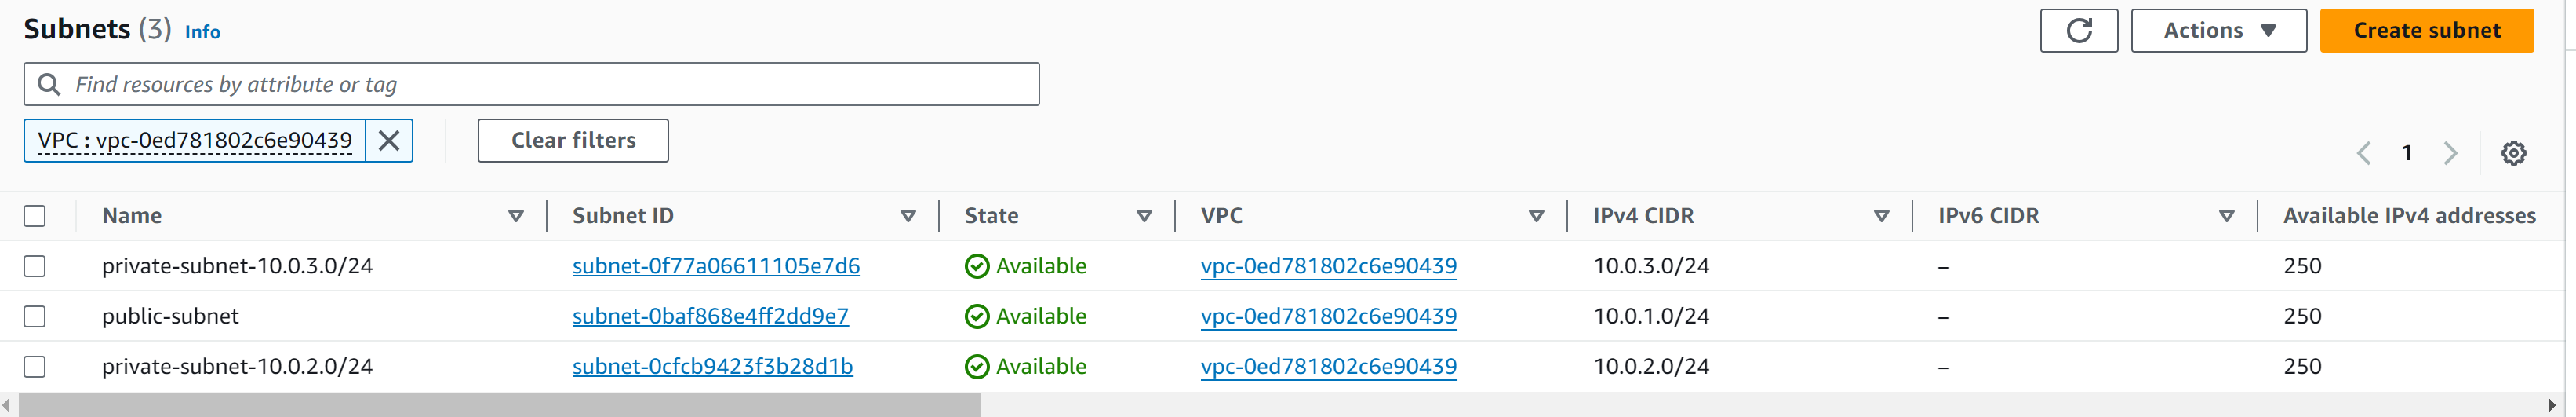 Subnets (3) Info
Actions
Create subnet
Find resources by attribute or tag
VPC : vpc-0ed781802c6e90439
Clear filters
1
Name Subnet ID State VPC IPv4 CIDR IPv6 CIDR Available IPv4 addresses
private-subnet-10.0.3.0/24 subnet-0f77a06611105e7d6 Available vpc-0ed781802c6e90439 10.0.3.0/24 – 250
public-subnet subnet-0baf868e4ff2dd9e7 Available vpc-0ed781802c6e90439 10.0.1.0/24 – 250
private-subnet-10.0.2.0/24 subnet-0cfcb9423f3b28d1b Available vpc-0ed781802c6e90439 10.0.2.0/24 – 250